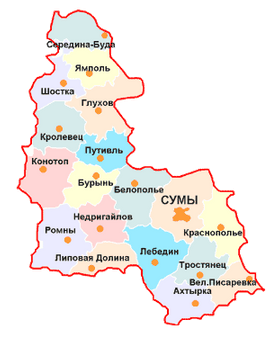 Середина-Буда
Ямполь
Шостка
Глухов
Кролевец
Путивль
Конотоп
Бурынь
Белополье
СУМЫ
Недригайлов
Ромны
Краснополье
Лебедин
Липовая Долина
Тростянец
Вел.Писаревка
Ахтырка